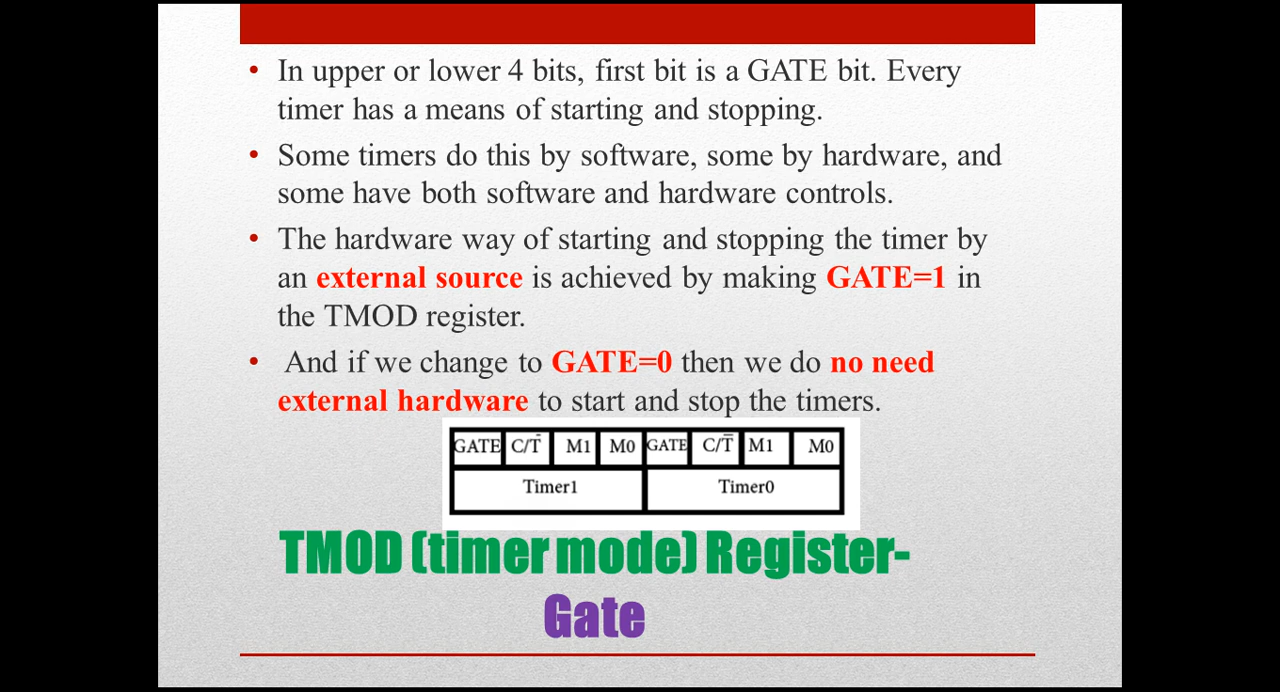 • In upper or lower 4 bits, first bit is a GATE bit. Every
timer has a means of starting and stopping.
• Some timers do this by software, some by hardware, and
some have both software and hardware controls.
• The hardware way of starting and stopping the timer by
an external source is achieved by making GATE=1 in
the TMOD register.
• And if we change to GATE=0 then we do no need
external hardware to start and stop the timers.
GATE C/T̅ M1 M0 GATE C/T̅ M1 M0
Timer1 Timer0
TMOD (timer mode) Register-
Gate